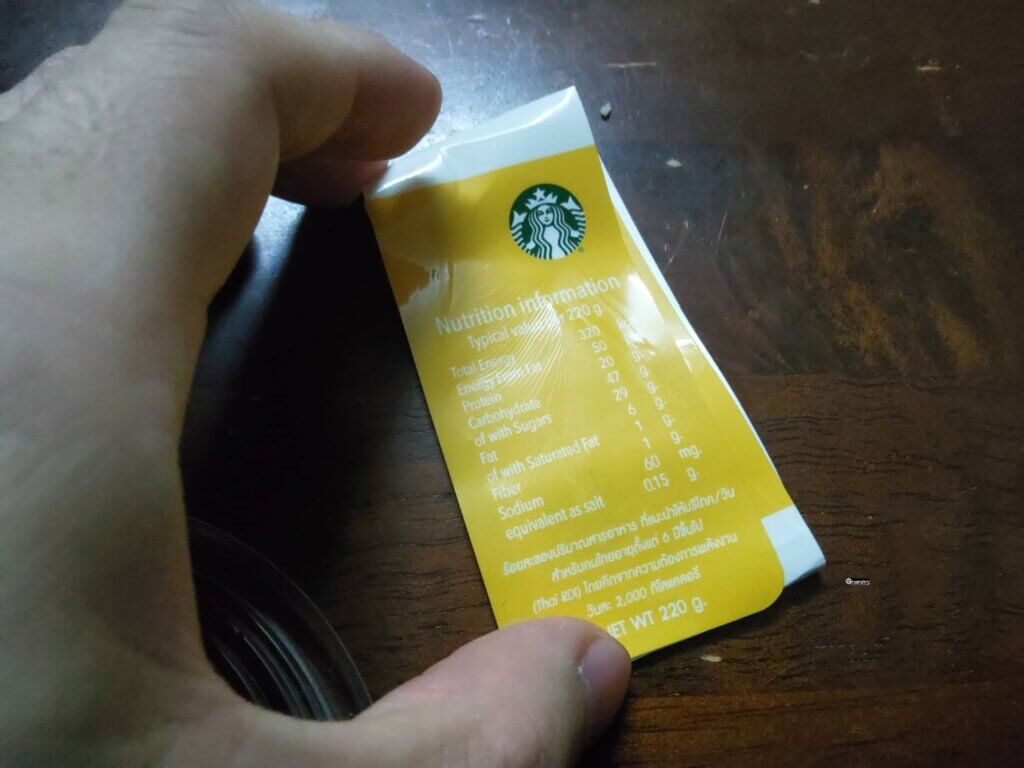 Nutrition information
Typical value 220 g.
Total Energy 320
Energy From Fat 50
Protein 20 g.
Carbohydrate 47 g.
of with Sugars 29 g.
Fat 6 g.
of with Saturated Fat 1 g.
Fiber 1 g.
Sodium 60 mg.
equivalent as salt 0.15 g.
ร้อยละของปริมาณสารอาหาร ที่แนะนำให้บริโภค/วัน
สำหรับคนไทยอายุตั้งแต่ 6 ปีขึ้นไป
(Thai RDI) โดยคิดจากความต้องการพลังงาน
วันละ 2,000 กิโลแคลอรี
NET WT 220 g.